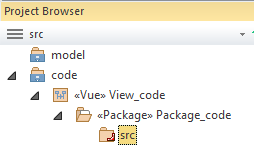 Project Browser
src
model
code
«Vue» View_code
«Package» Package_code
src